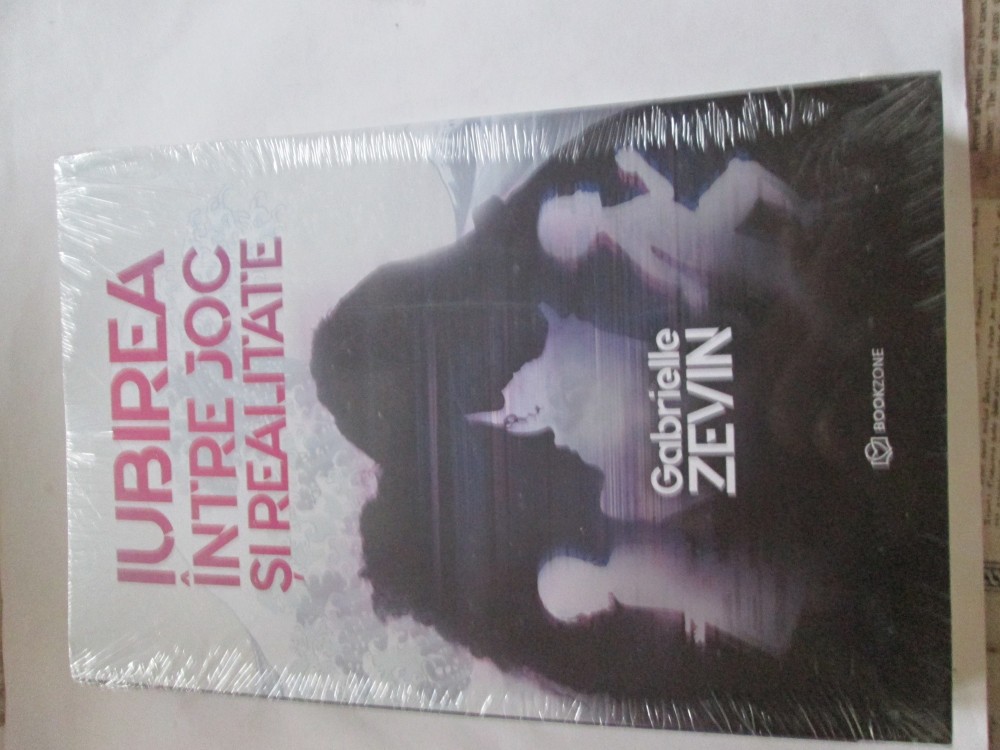 IUBIREA
ÎNTRE JOC
ȘI REALITATE
Gabrielle
ZEVIN
BOOKZONE